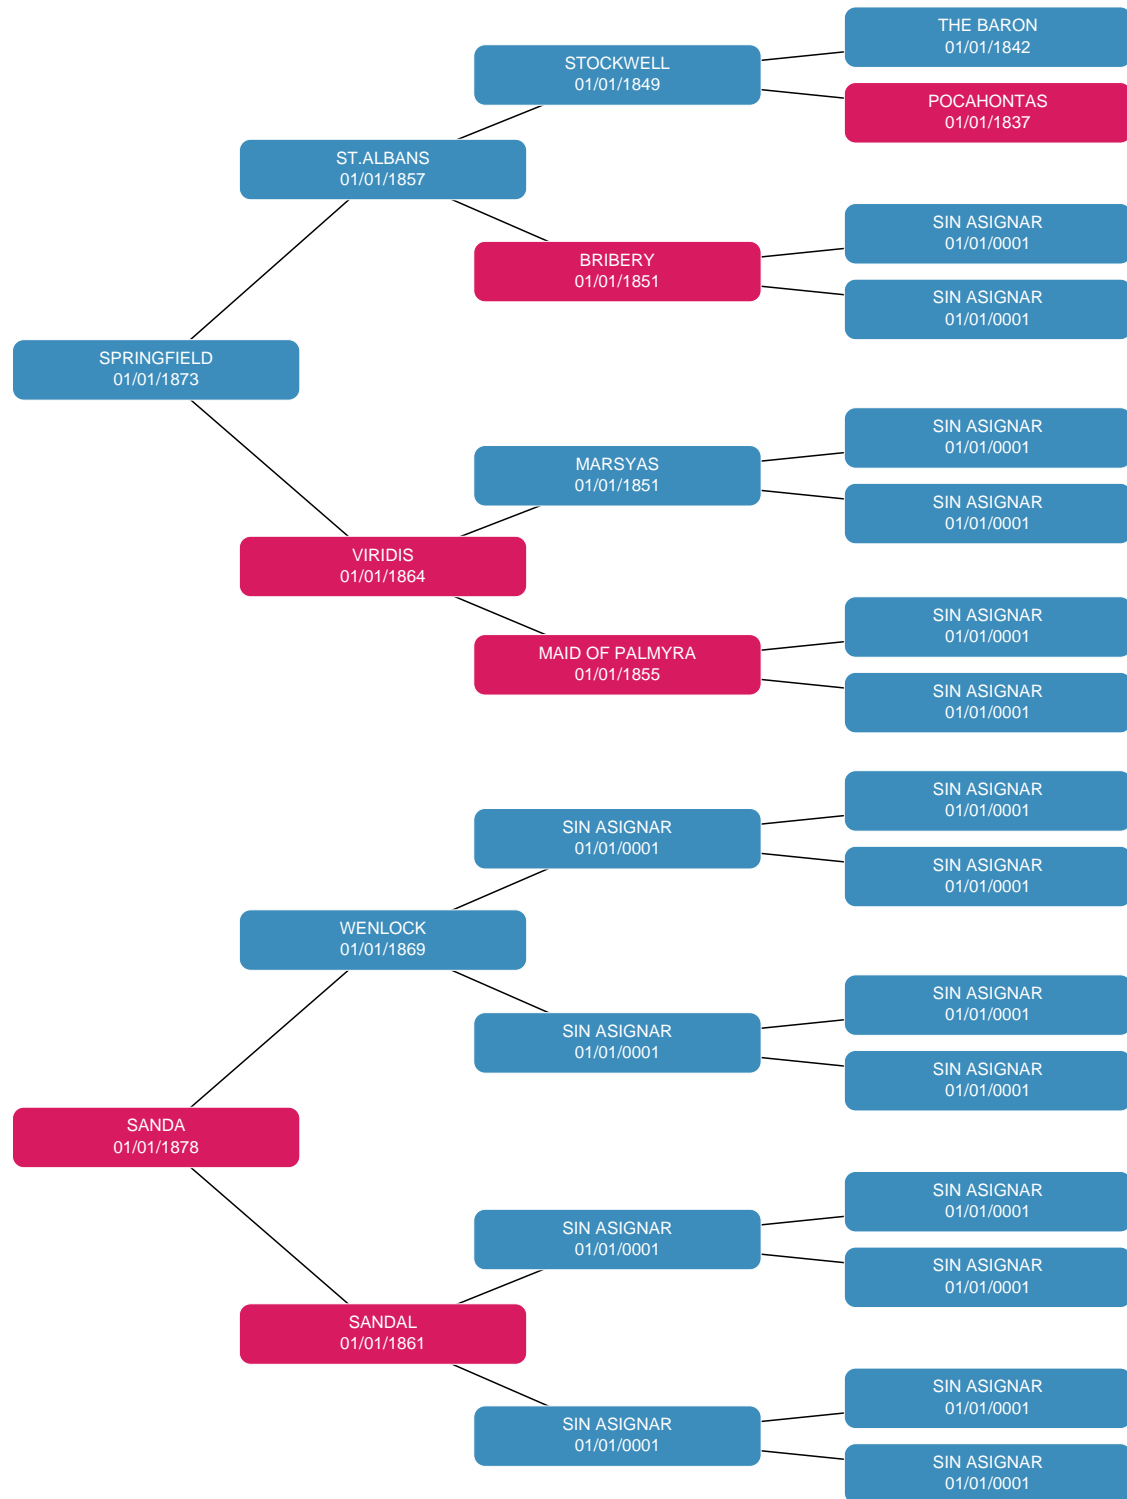 THE BARON
01/01/1842
STOCKWELL
01/01/1849
POCAHONTAS
01/01/1837
ST.ALBANS
01/01/1857
SIN ASIGNAR
01/01/0001
BRIBERY
01/01/1851
SIN ASIGNAR
01/01/0001
SPRINGFIELD
01/01/1873
SIN ASIGNAR
01/01/0001
MARSYAS
01/01/1851
SIN ASIGNAR
01/01/0001
VIRIDIS
01/01/1864
SIN ASIGNAR
01/01/0001
MAID OF PALMYRA
01/01/1855
SIN ASIGNAR
01/01/0001
SIN ASIGNAR
01/01/0001
SIN ASIGNAR
01/01/0001
SIN ASIGNAR
01/01/0001
WENLOCK
01/01/1869
SIN ASIGNAR
01/01/0001
SIN ASIGNAR
01/01/0001
SIN ASIGNAR
01/01/0001
SANDA
01/01/1878
SIN ASIGNAR
01/01/0001
SIN ASIGNAR
01/01/0001
SIN ASIGNAR
01/01/0001
SANDAL
01/01/1861
SIN ASIGNAR
01/01/0001
SIN ASIGNAR
01/01/0001
SIN ASIGNAR
01/01/0001